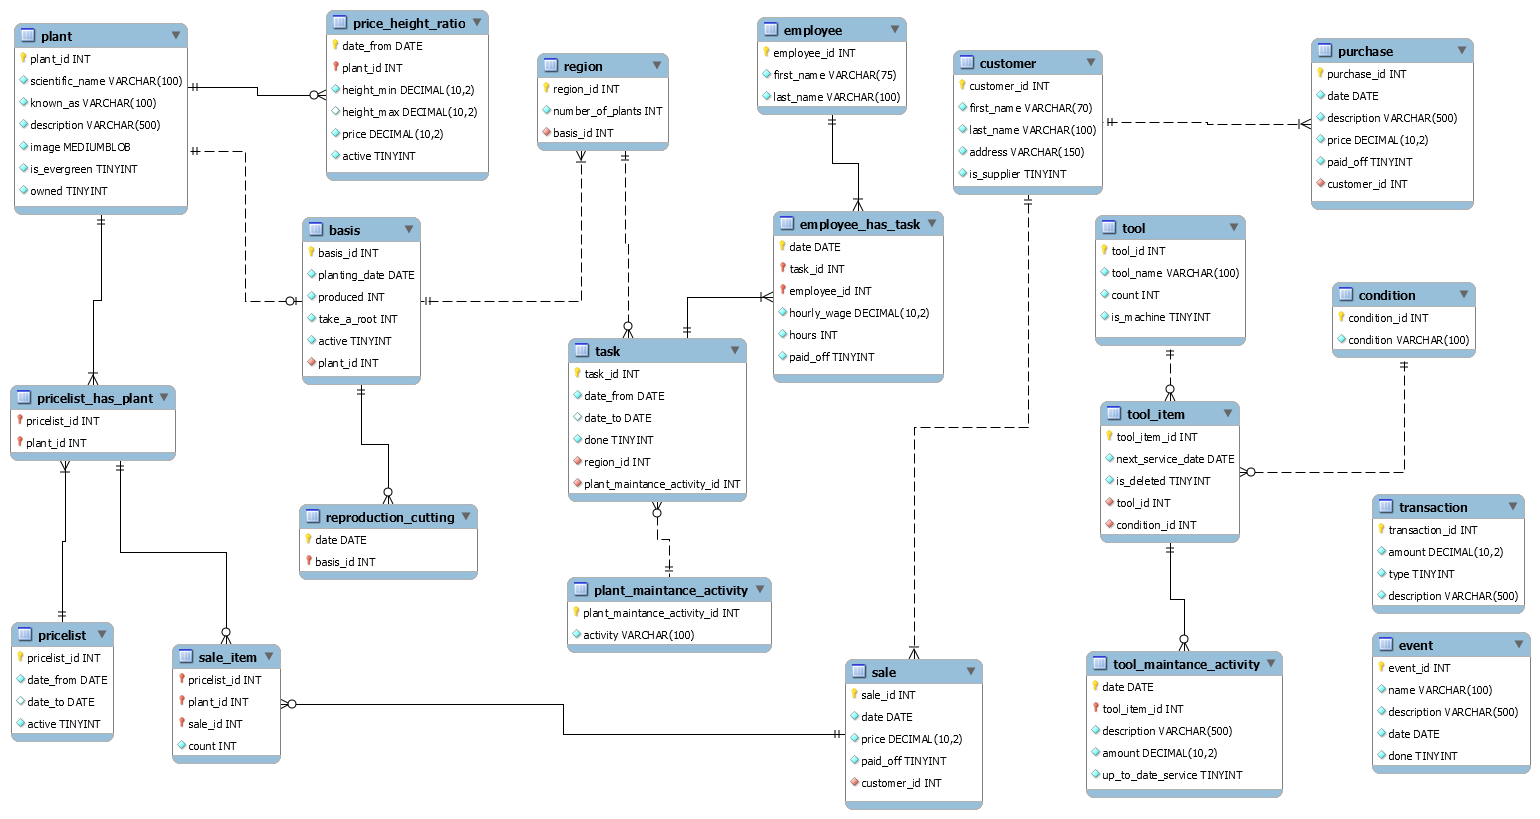 plant
plant_id INT
scientific_name VARCHAR(100)
known_as VARCHAR(100)
description VARCHAR(500)
image MEDIUMBLOB
is_evergreen TINYINT
owned TINYINT
price_height_ratio
date_from DATE
plant_id INT
height_min DECIMAL(10,2)
height_max DECIMAL(10,2)
price DECIMAL(10,2)
active TINYINT
region
region_id INT
number_of_plants INT
basis_id INT
employee
employee_id INT
first_name VARCHAR(75)
last_name VARCHAR(100)
customer
customer_id INT
first_name VARCHAR(70)
last_name VARCHAR(100)
address VARCHAR(150)
is_supplier TINYINT
purchase
purchase_id INT
date DATE
description VARCHAR(500)
price DECIMAL(10,2)
paid_off TINYINT
customer_id INT
basis
basis_id INT
planting_date DATE
produced INT
take_a_root INT
active TINYINT
plant_id INT
employee_has_task
date DATE
task_id INT
employee_id INT
hourly_wage DECIMAL(10,2)
hours INT
paid_off TINYINT
tool
tool_id INT
tool_name VARCHAR(100)
count INT
is_machine TINYINT
condition
condition_id INT
condition VARCHAR(100)
task
task_id INT
date_from DATE
date_to DATE
done TINYINT
region_id INT
plant_maintance_activity_id INT
pricelist_has_plant
pricelist_id INT
plant_id INT
tool_item
tool_item_id INT
next_service_date DATE
is_deleted TINYINT
tool_id INT
condition_id INT
reproduction_cutting
date DATE
basis_id INT
transaction
transaction_id INT
amount DECIMAL(10,2)
type TINYINT
description VARCHAR(500)
plant_maintance_activity
plant_maintance_activity_id INT
activity VARCHAR(100)
pricelist
pricelist_id INT
date_from DATE
date_to DATE
active TINYINT
sale_item
pricelist_id INT
plant_id INT
sale_id INT
count INT
sale
sale_id INT
date DATE
price DECIMAL(10,2)
paid_off TINYINT
customer_id INT
tool_maintance_activity
date DATE
tool_item_id INT
description VARCHAR(500)
amount DECIMAL(10,2)
up_to_date_service TINYINT
event
event_id INT
name VARCHAR(100)
description VARCHAR(500)
date DATE
done TINYINT